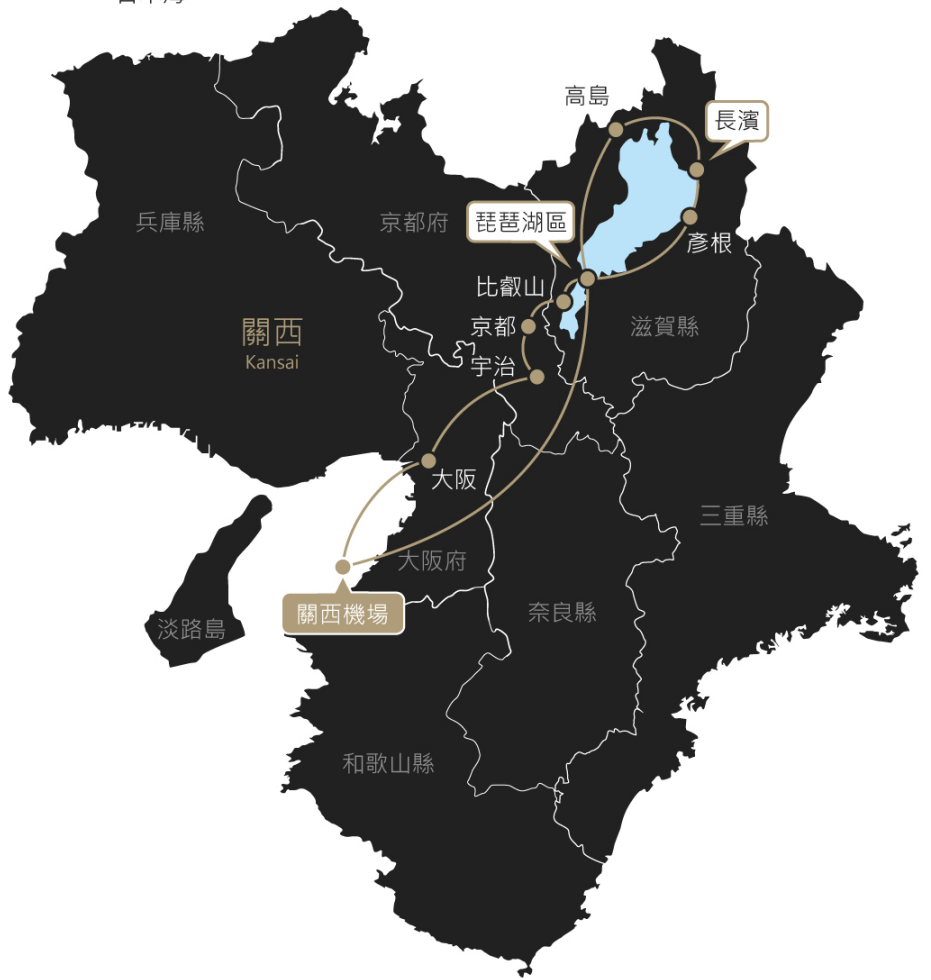 高島
長濱
兵庫縣
京都府
琵琶湖區
彥根
比叡山
京都
滋賀縣
關西
Kansai
宇治
大阪
三重縣
大阪府
關西機場
奈良縣
淡路島
和歌山縣